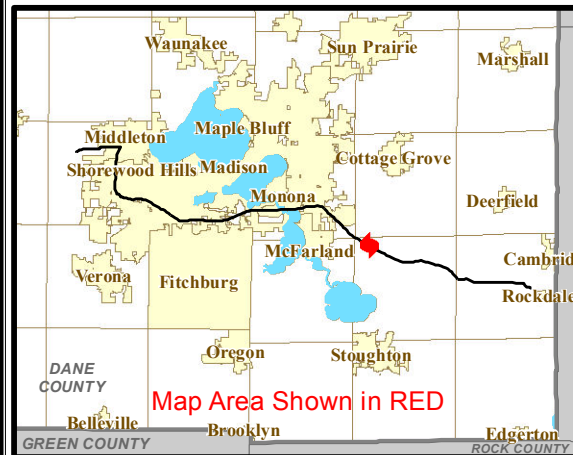 Waunakee
Sun Prairie
Marshall
Middleton
Maple Bluff
Shorewood Hills
Madison
Cottage Grove
Monona
Deerfield
McFarland
Cambrid
Verona
Fitchburg
Rockdale
Oregon
Stoughton
DANE
COUNTY
Map Area Shown in RED
Belleville
Brooklyn
Edgerton
GREEN COUNTY
ROCK COUNTY